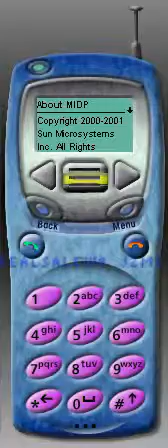 About MIDP
Copyright 2000-2001
Sun Microsystems
Inc. All Rights
Back Menu
1 2abc 3def
4ghi 5jkl 6mno
7pqrs 8tuv 9wxyz
* 0 #